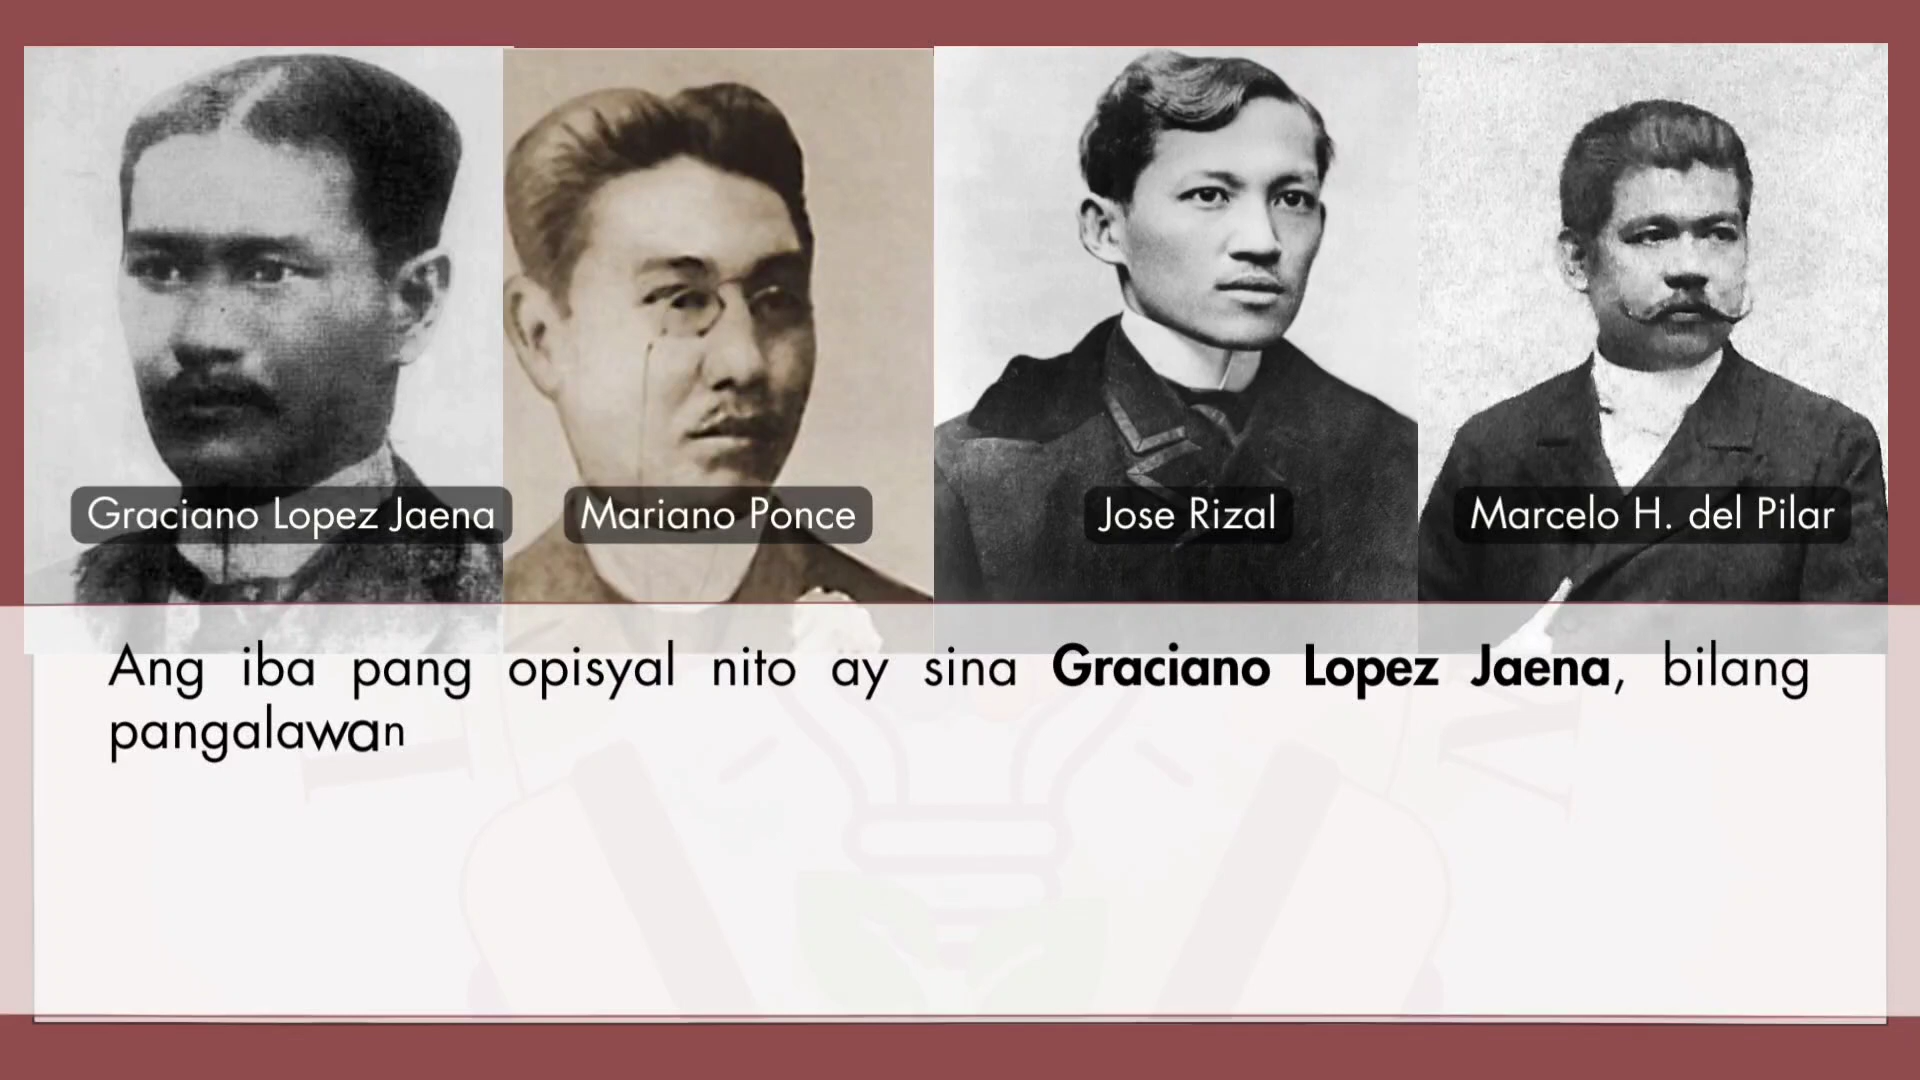 Graciano Lopez Jaena
Mariano Ponce
Jose Rizal
Marcelo H. del Pilar
Ang iba pang opisyal nito ay sina Graciano Lopez Jaena, bilang
pangalawan